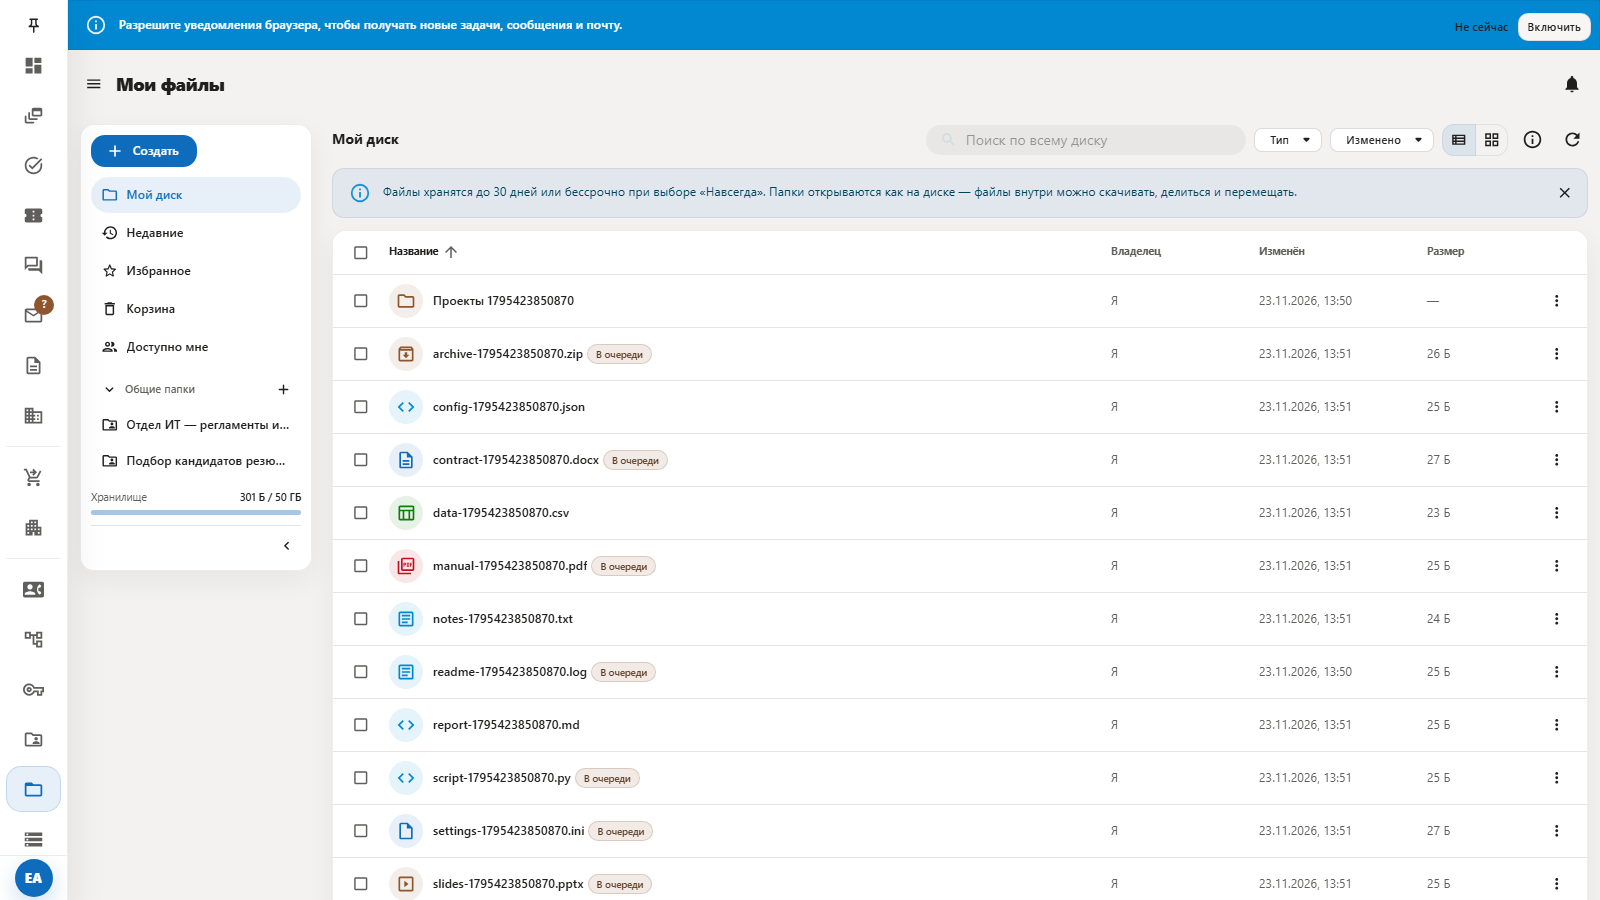 Разрешите уведомления браузера, чтобы получать новые задачи, сообщения и почту.
Не сейчас
Включить
Мои файлы
?
EA
Создать
Мой диск
Недавние
Избранное
Корзина
Доступно мне
Общие папки
Отдел ИТ — регламенты и...
Подбор кандидатов резю...
Хранилище 301 Б / 50 ГБ
Мой диск
Поиск по всему диску
Тип
Изменено
Файлы хранятся до 30 дней или бессрочно при выборе «Навсегда». Папки открываются как на диске — файлы внутри можно скачивать, делиться и перемещать.
Название Владелец Изменён Размер
Проекты 1795423850870 Я 23.11.2026, 13:50 —
archive-1795423850870.zip В очереди Я 23.11.2026, 13:51 26 Б
config-1795423850870.json Я 23.11.2026, 13:51 25 Б
contract-1795423850870.docx В очереди Я 23.11.2026, 13:51 27 Б
data-1795423850870.csv Я 23.11.2026, 13:51 23 Б
PDF manual-1795423850870.pdf В очереди Я 23.11.2026, 13:51 25 Б
notes-1795423850870.txt Я 23.11.2026, 13:51 24 Б
readme-1795423850870.log В очереди Я 23.11.2026, 13:50 25 Б
report-1795423850870.md Я 23.11.2026, 13:51 25 Б
script-1795423850870.py В очереди Я 23.11.2026, 13:51 25 Б
settings-1795423850870.ini В очереди Я 23.11.2026, 13:51 27 Б
slides-1795423850870.pptx В очереди Я 23.11.2026, 13:51 25 Б